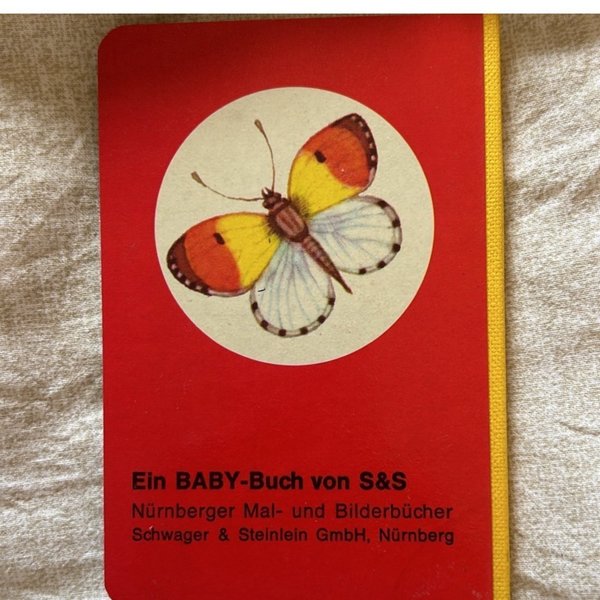 Ein BABY-Buch von S&S
Nürnberger Mal- und Bilderbücher
Schwager & Steinlein GmbH, Nürnberg